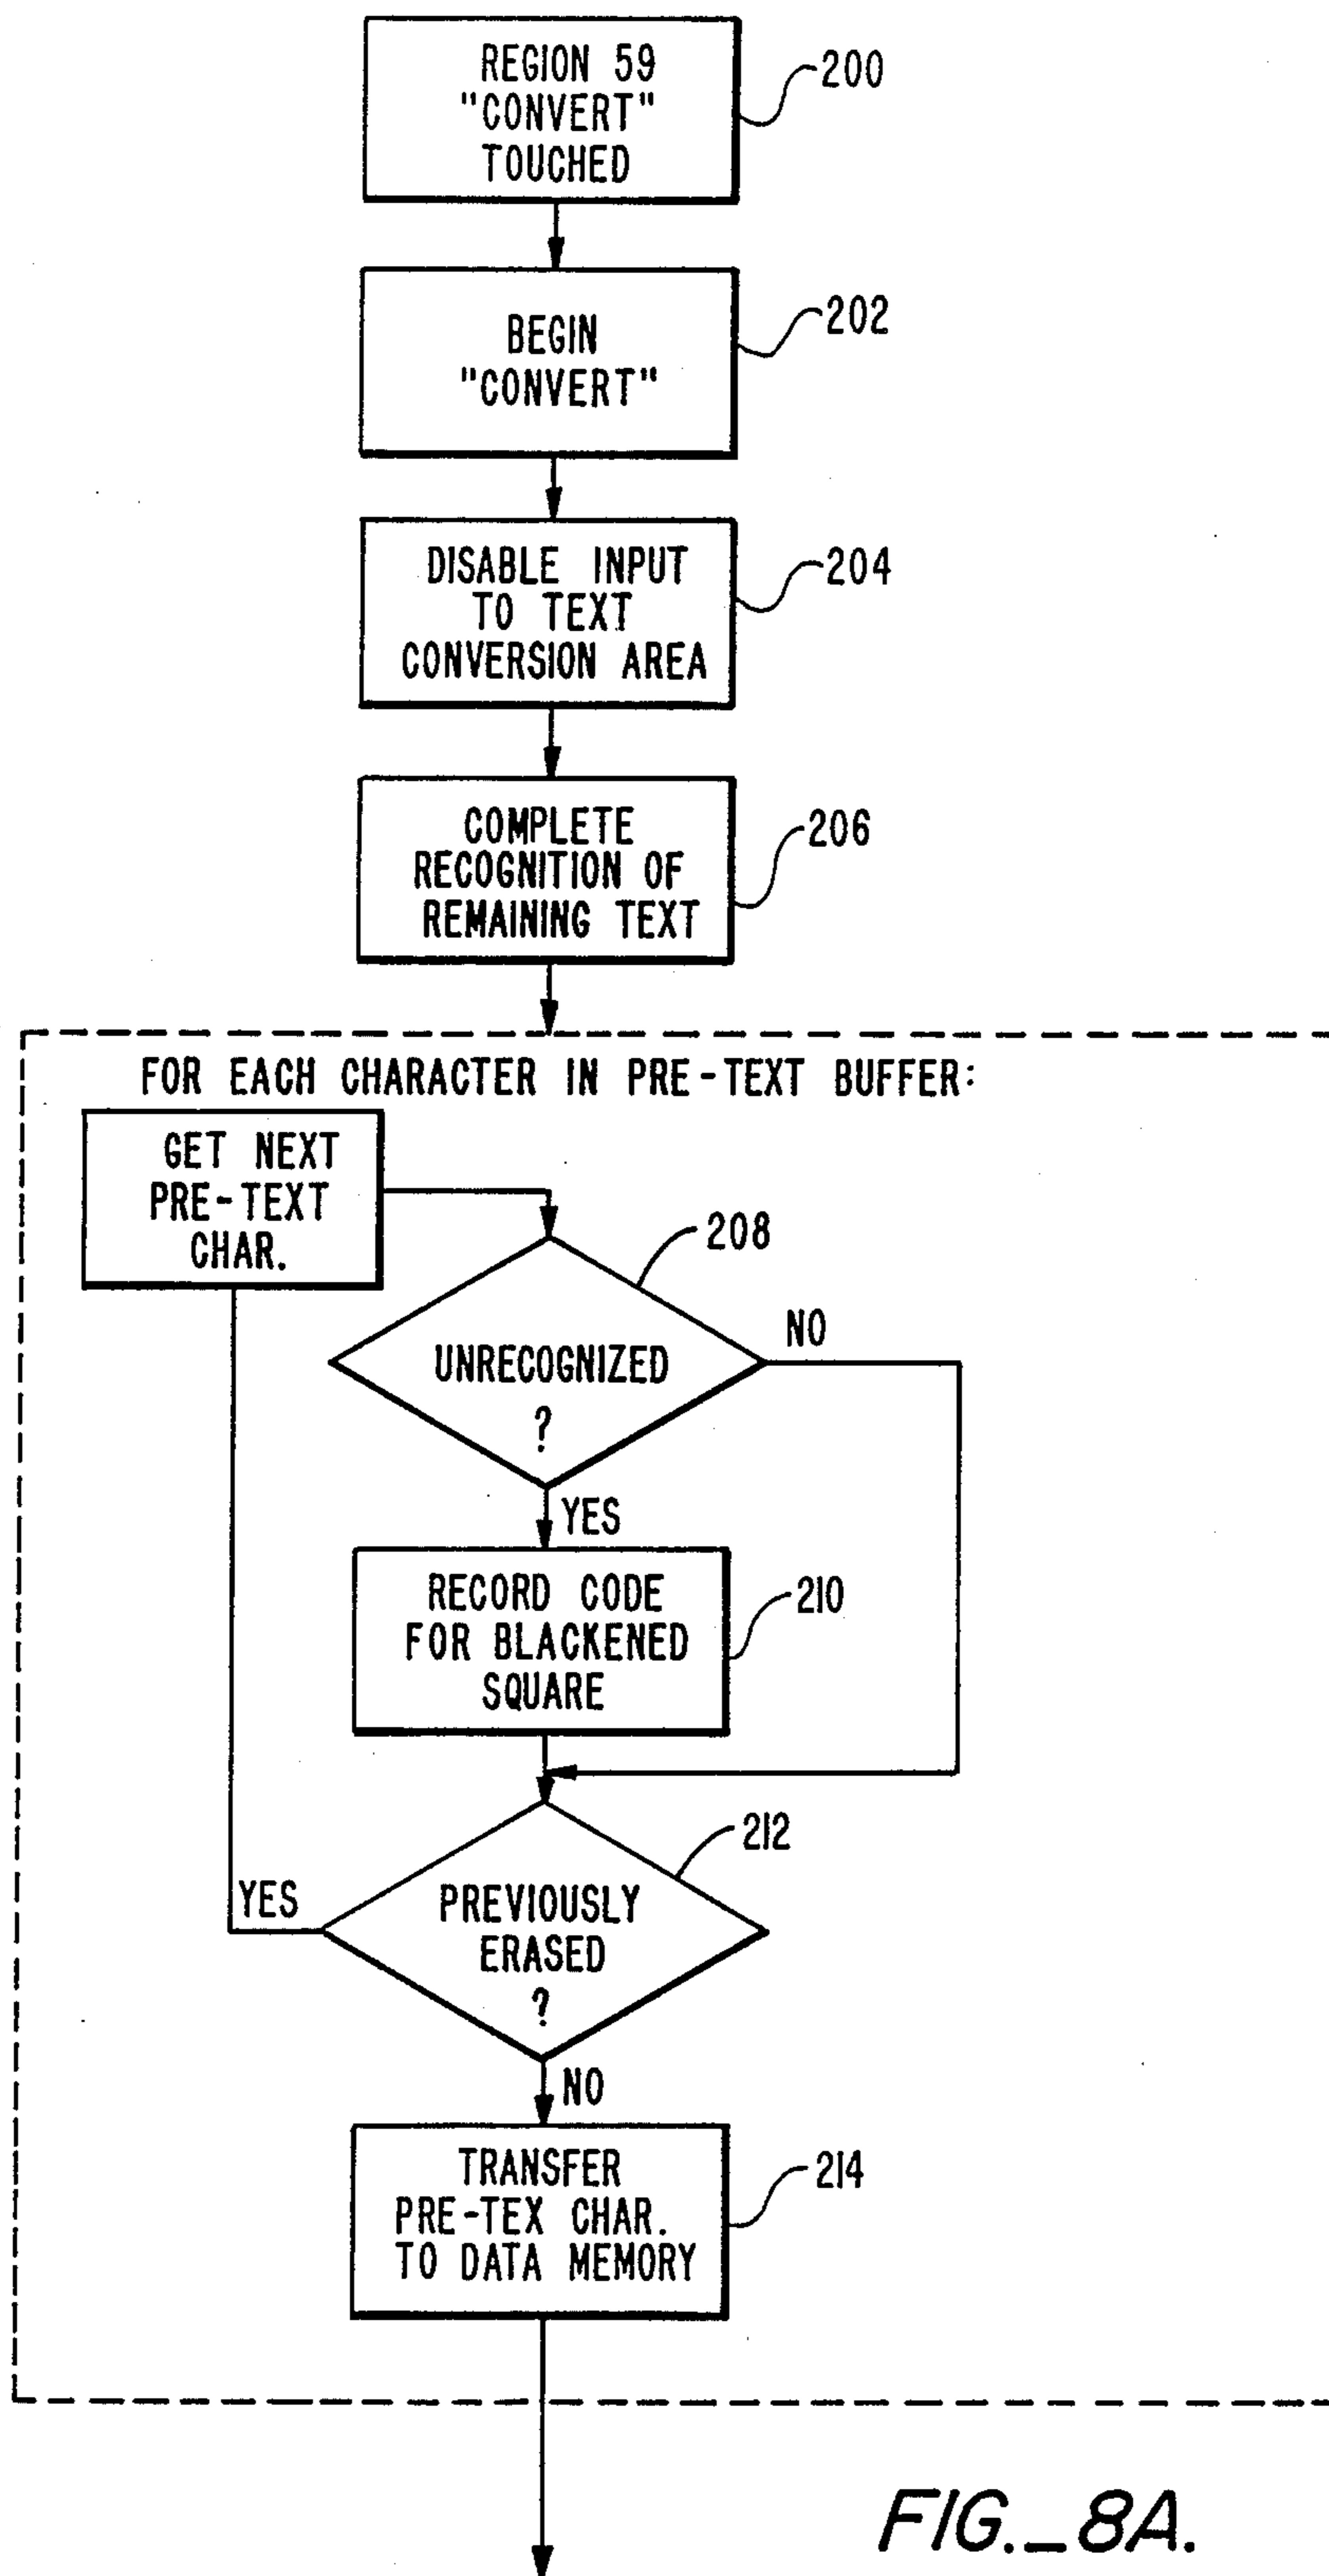 REGION 59
"CONVERT"
TOUCHED
200
BEGIN
"CONVERT"
202
DISABLE INPUT
TO TEXT
CONVERSION AREA
204
COMPLETE
RECOGNITION OF
REMAINING TEXT
206
FOR EACH CHARACTER IN PRE-TEXT BUFFER:
GET NEXT
PRE-TEXT
CHAR.
208
UNRECOGNIZED
?
NO
YES
RECORD CODE
FOR BLACKENED
SQUARE
210
212
PREVIOUSLY
ERASED
?
YES
NO
TRANSFER
PRE-TEX CHAR.
TO DATA MEMORY
214
FIG._8A.